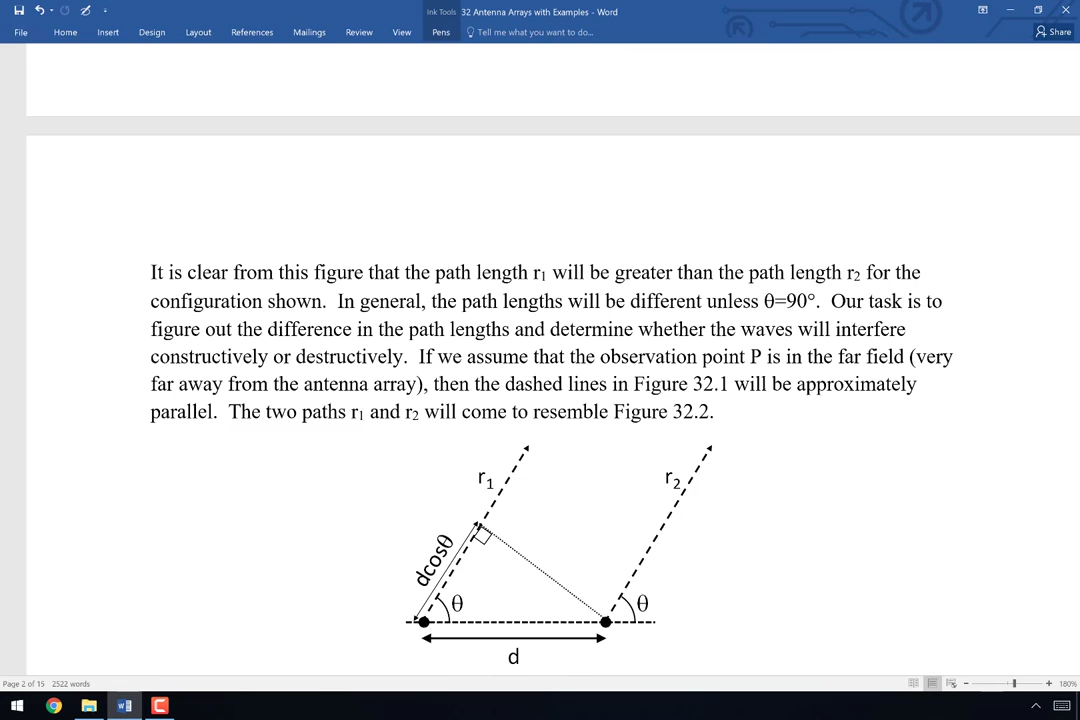 Ink Tools 32 Antenna Arrays with Examples - Word
File Home Insert Design Layout References Mailings Review View Pens Tell me what you want to do... Share
It is clear from this figure that the path length r₁ will be greater than the path length r₂ for the
configuration shown. In general, the path lengths will be different unless θ=90°. Our task is to
figure out the difference in the path lengths and determine whether the waves will interfere
constructively or destructively. If we assume that the observation point P is in the far field (very
far away from the antenna array), then the dashed lines in Figure 32.1 will be approximately
parallel. The two paths r₁ and r₂ will come to resemble Figure 32.2.
r₁ r₂
dcosθ
θ θ
d
Page 2 of 15 2522 words 180%